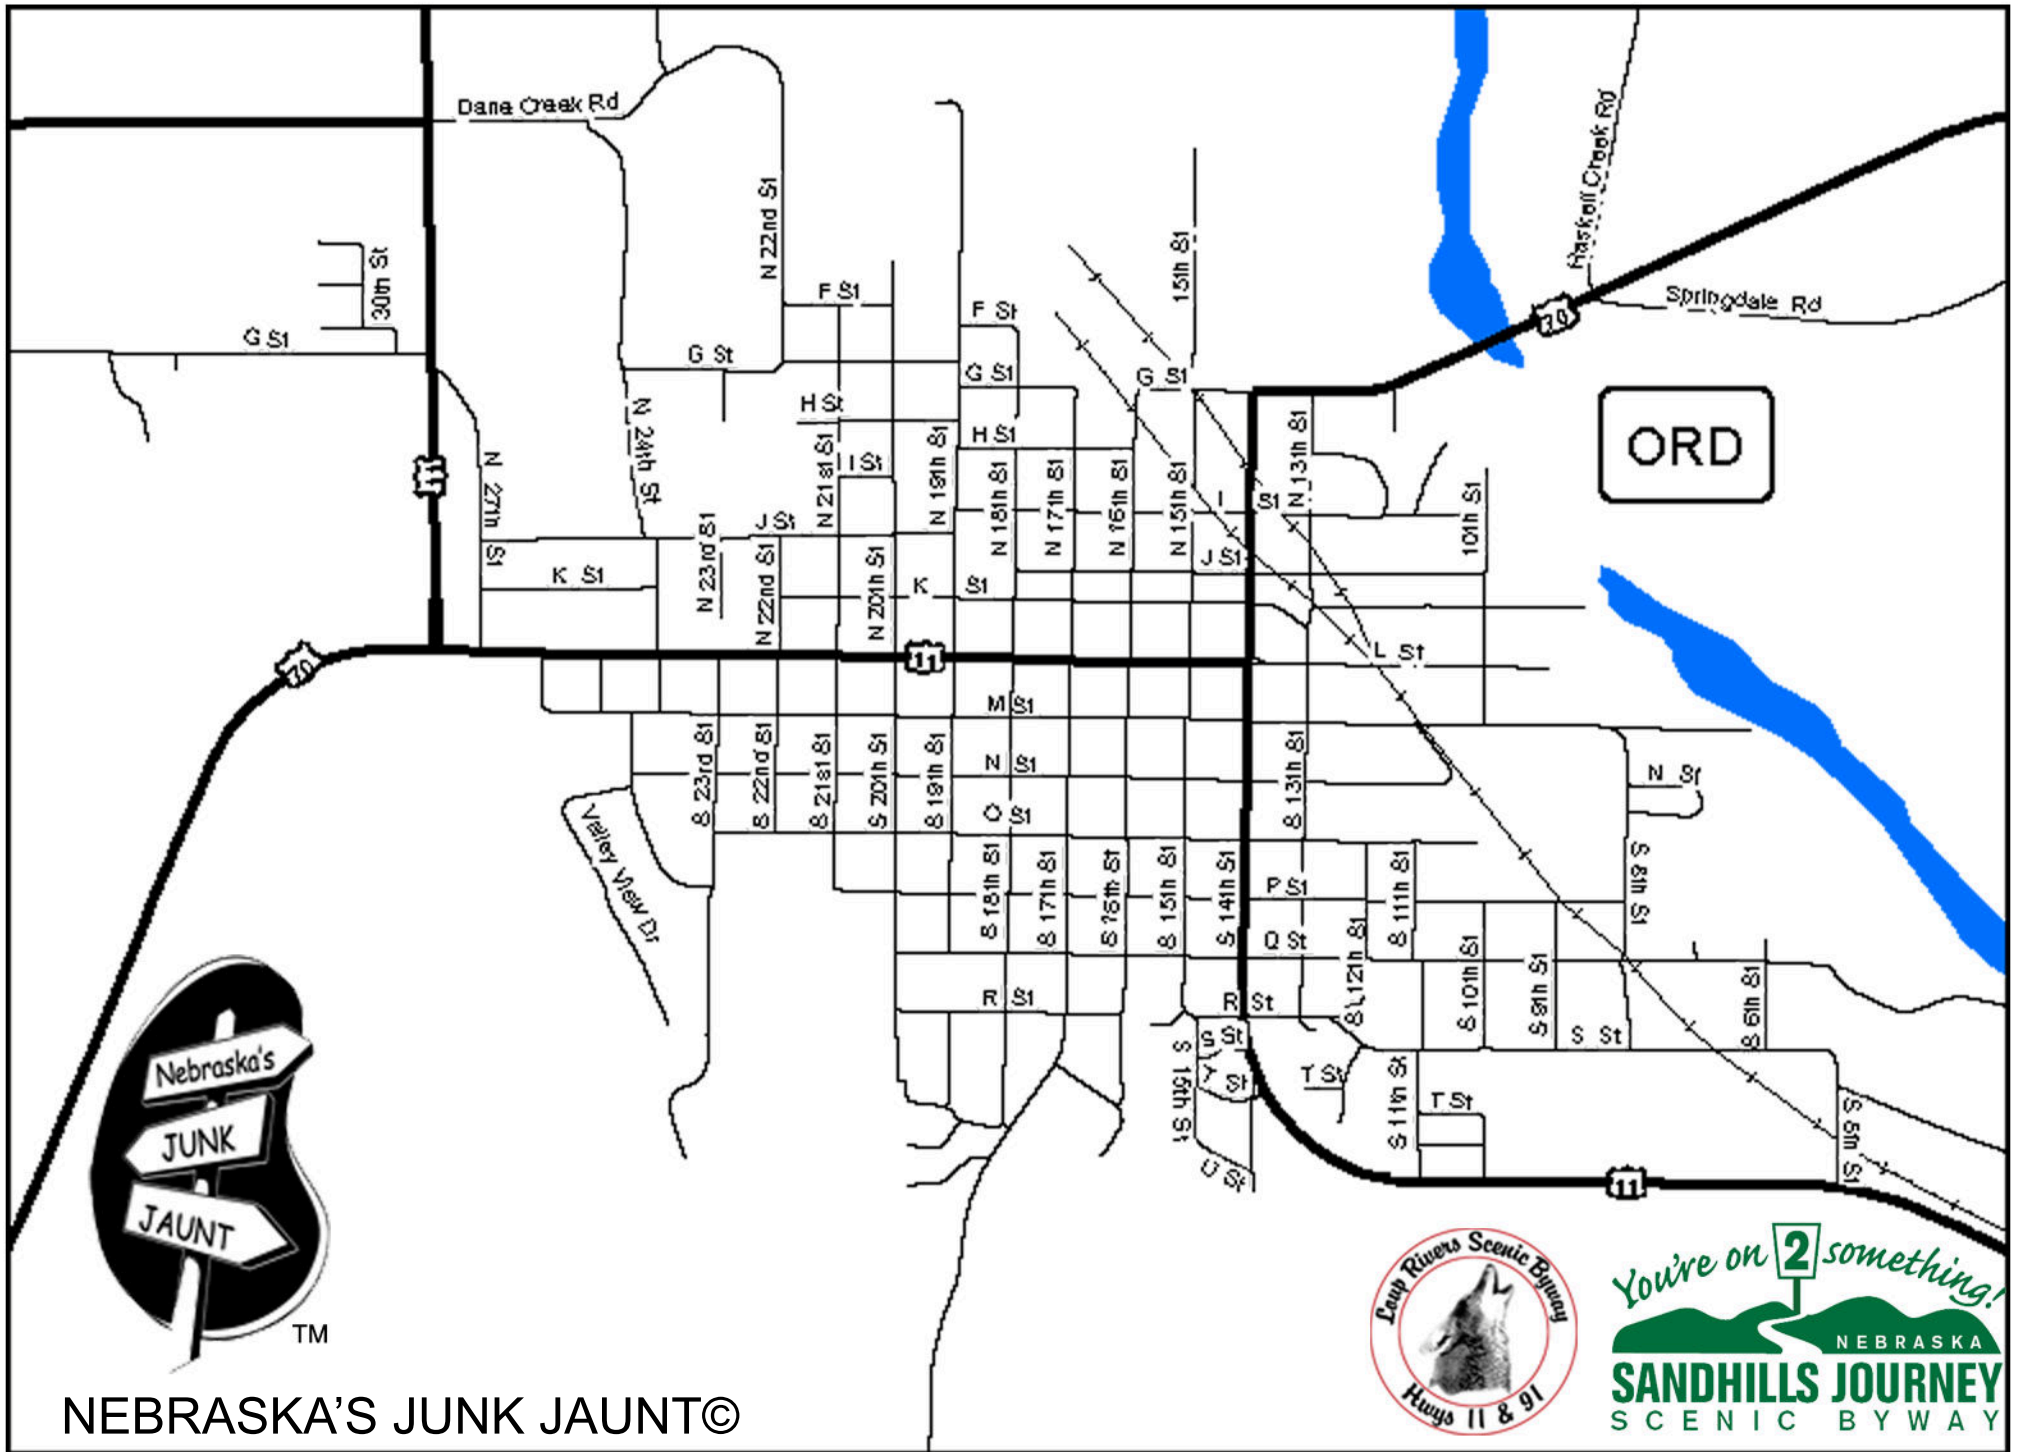 Dane Creek Rd
Haskell Creek Rd
N 22nd St
15th St
30th St
F St
F St
Springdale Rd
70
G St
G St
G St
G St
H St
H St
ORD
N 24th St
N 21st St
I St
N 19th St
N 18th St
N 17th St
N 16th St
N 15th St
I St
N 13th St
10th St
11
N 27th St
J St
J St
N 23rd St
N 22nd St
N 20th St
K St
K St
L St
70
11
M St
S 23rd St
S 22nd St
S 21st St
S 20th St
S 19th St
N St
S 13th St
N St
O St
Valley View Dr
S 18th St
S 17th St
S 16th St
S 15th St
S 14th St
P St
S 11th St
S 8th St
Q St
S 12th St
S 10th St
S 9th St
S 6th St
R St
R St
S St
S St
S 15th St
St
T St
S 11th St
T St
S 5th St
U St
11
Nebraska's
JUNK
JAUNT
TM
NEBRASKA'S JUNK JAUNT©
Loup Rivers Scenic Byway
Hwys 11 & 91
You're on 2 something!
NEBRASKA
SANDHILLS JOURNEY
SCENIC BYWAY